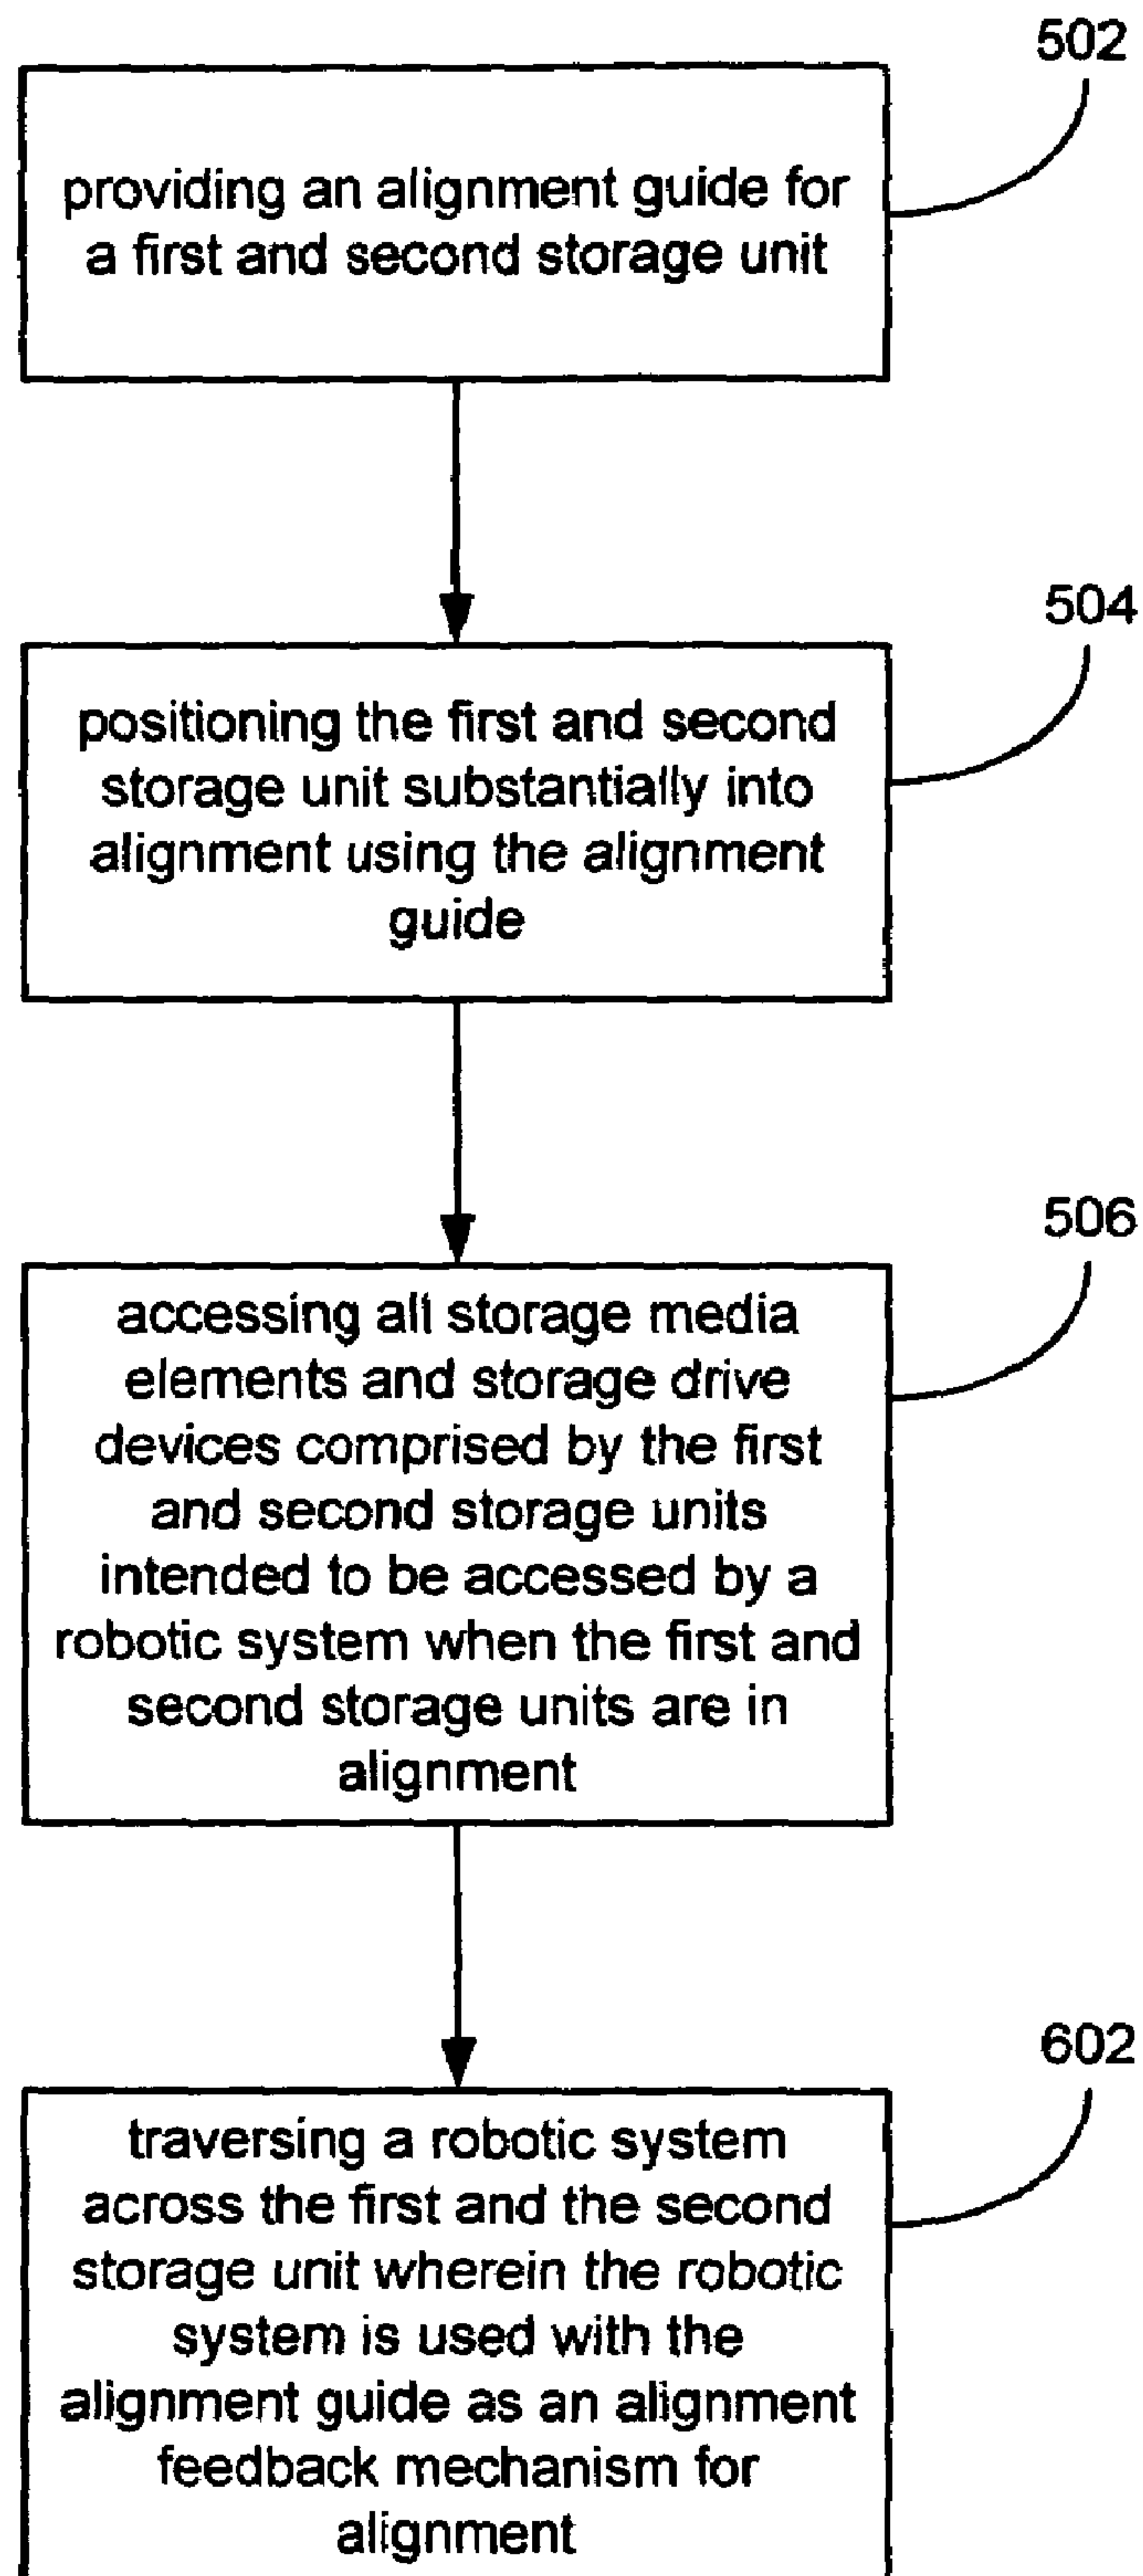 502
providing an alignment guide for
a first and second storage unit
504
positioning the first and second
storage unit substantially into
alignment using the alignment
guide
506
accessing all storage media
elements and storage drive
devices comprised by the first
and second storage units
intended to be accessed by a
robotic system when the first and
second storage units are in
alignment
602
traversing a robotic system
across the first and the second
storage unit wherein the robotic
system is used with the
alignment guide as an alignment
feedback mechanism for
alignment